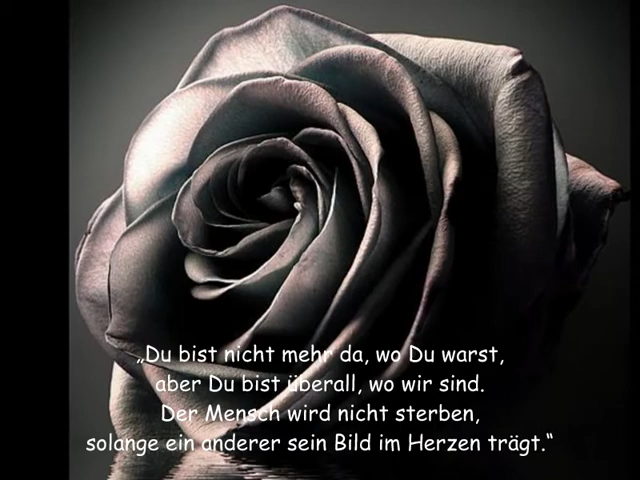 „Du bist nicht mehr da, wo Du warst,
aber Du bist überall, wo wir sind.
Der Mensch wird nicht sterben,
solange ein anderer sein Bild im Herzen trägt.“